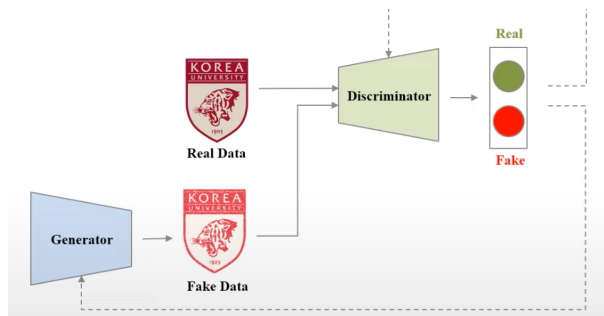 Real
KOREA
UNIVERSITY
1905
Discriminator
Real Data
Fake
KOREA
UNIVERSITY
1905
Generator
Fake Data